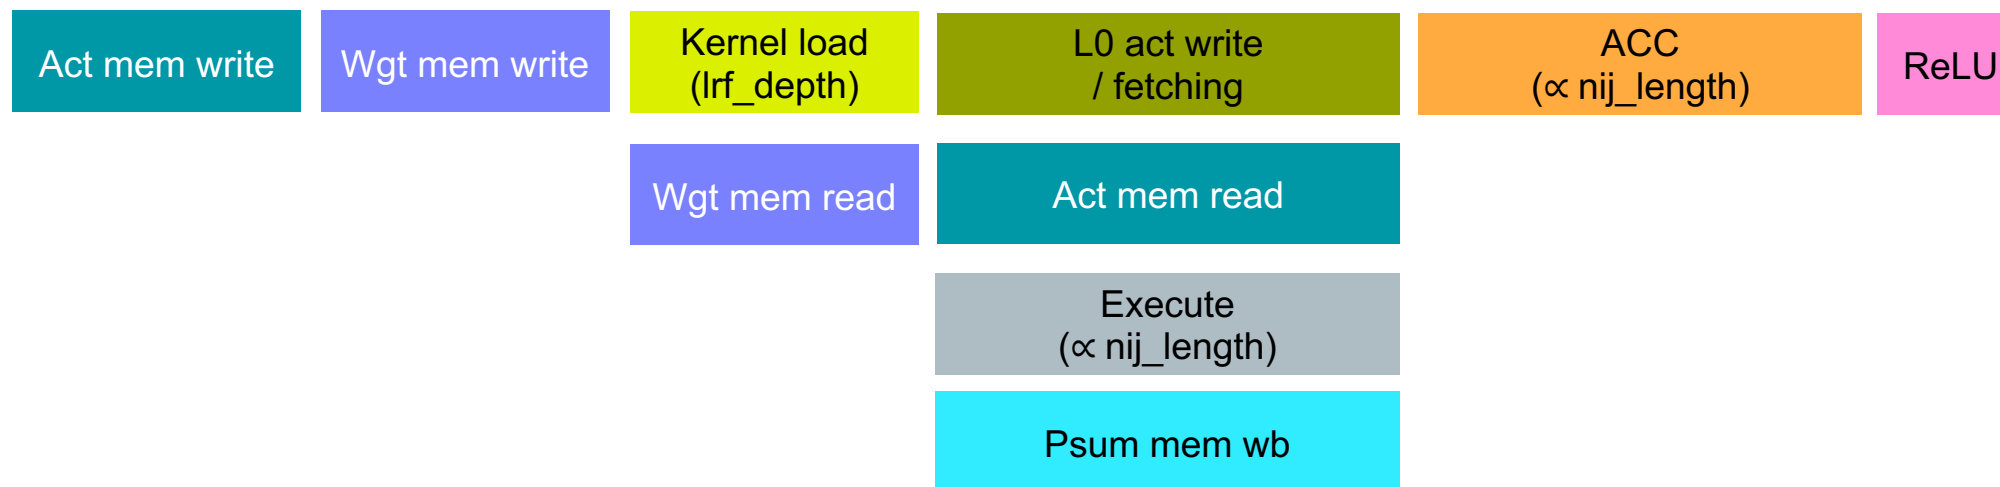 Act mem write
Wgt mem write
Kernel load
(lrf_depth)
L0 act write
/ fetching
ACC
(∝ nij_length)
ReLU
Wgt mem read
Act mem read
Execute
(∝ nij_length)
Psum mem wb